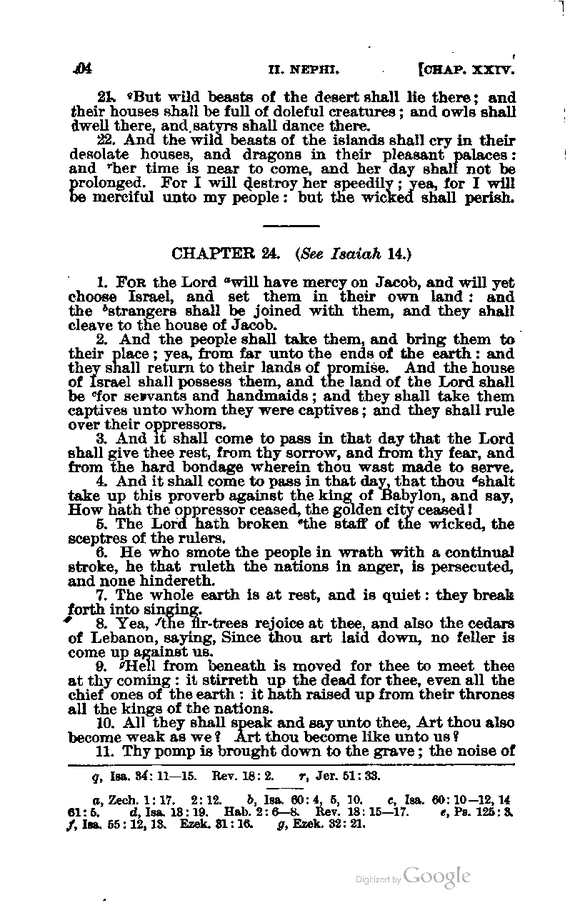 104 II. NEPHI. [CHAP. XXIV.
21. qBut wild beasts of the desert shall lie there; and
their houses shall be full of doleful creatures; and owls shall
dwell there, and satyrs shall dance there.
22. And the wild beasts of the islands shall cry in their
desolate houses, and dragons in their pleasant palaces:
and rher time is near to come, and her day shall not be
prolonged. For I will destroy her speedily; yea, for I will
be merciful unto my people: but the wicked shall perish.
CHAPTER 24. (See Isaiah 14.)
1. FOR the Lord awill have mercy on Jacob, and will yet
choose Israel, and set them in their own land: and
the bstrangers shall be joined with them, and they shall
cleave to the house of Jacob.
2. And the people shall take them, and bring them to
their place; yea, from far unto the ends of the earth: and
they shall return to their lands of promise. And the house
of Israel shall possess them, and the land of the Lord shall
be cfor servants and handmaids; and they shall take them
captives unto whom they were captives; and they shall rule
over their oppressors.
3. And it shall come to pass in that day that the Lord
shall give thee rest, from thy sorrow, and from thy fear, and
from the hard bondage wherein thou wast made to serve.
4. And it shall come to pass in that day, that thou dshalt
take up this proverb against the king of Babylon, and say,
How hath the oppressor ceased, the golden city ceased!
5. The Lord hath broken ethe staff of the wicked, the
sceptres of the rulers.
6. He who smote the people in wrath with a continual
stroke, he that ruleth the nations in anger, is persecuted,
and none hindereth.
7. The whole earth is at rest, and is quiet: they break
forth into singing.
8. Yea, fthe fir-trees rejoice at thee, and also the cedars
of Lebanon, saying, Since thou art laid down, no feller is
come up against us.
9. gHell from beneath is moved for thee to meet thee
at thy coming: it stirreth up the dead for thee, even all the
chief ones of the earth: it hath raised up from their thrones
all the kings of the nations.
10. All they shall speak and say unto thee, Art thou also
become weak as we? Art thou become like unto us?
11. Thy pomp is brought down to the grave; the noise of
q, Isa. 34: 11—15. Rev. 18: 2. r, Jer. 51: 33.
a, Zech. 1: 17. 2: 12. b, Isa. 60: 4, 5, 10. c, Isa. 60: 10—12, 14
61: 5. d, Isa. 13: 19. Hab. 2: 6—8. Rev. 18: 15—17. e, Ps. 125: 3.
f, Isa. 55: 12, 13. Ezek. 31: 16. g, Ezek. 32: 21.
Digitized by Google